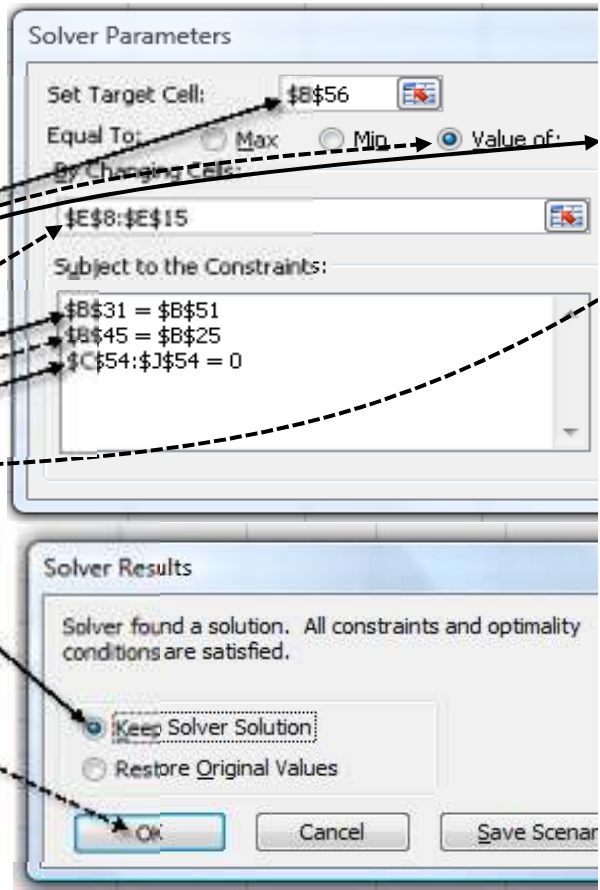 Solver Parameters
Set Target Cell: $B$56
Equal To: Max Min Value of:
By Changing Cells:
$E$8:$E$15
Subject to the Constraints:
$B$31 = $B$51
$B$45 = $B$25
$C$54:$J$54 = 0
Solver Results
Solver found a solution. All constraints and optimality
conditions are satisfied.
Keep Solver Solution
Restore Original Values
OK Cancel Save Scenar